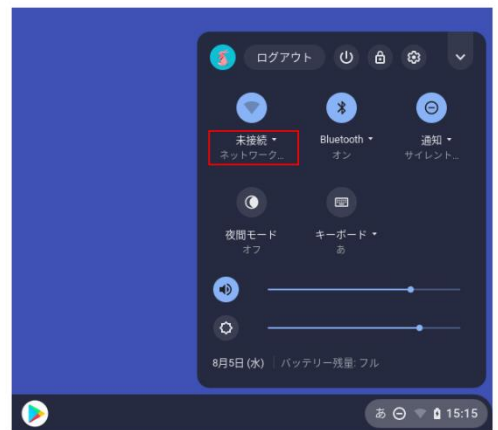 ログアウト
未接続
ネットワーク...
Bluetooth
オン
通知
サイレント...
夜間モード
オフ
キーボード
あ
8月5日 (水) バッテリー残量: フル
あ 15:15